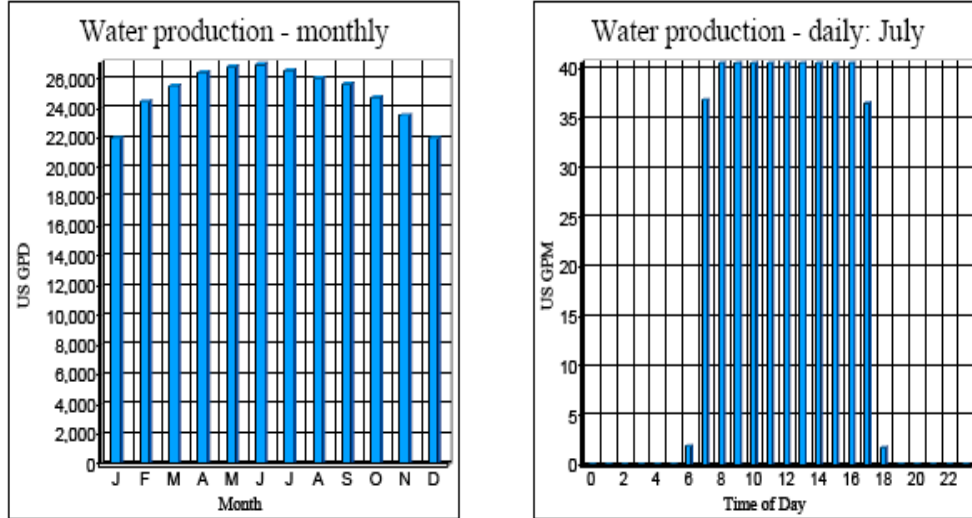 Water production - monthly
US GPD
26,000
24,000
22,000
20,000
18,000
16,000
14,000
12,000
10,000
8,000
6,000
4,000
2,000
0
J F M A M J J A S O N D
Month
Water production - daily: July
US GPM
40
35
30
25
20
15
10
5
0
0 2 4 6 8 10 12 14 16 18 20 22
Time of Day